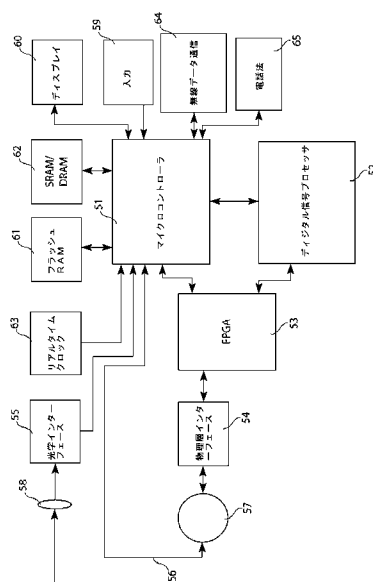 60
ディスプレイ
59
入力
64
無線データ通信
65
電話法
62
SRAM/
DRAM
61
フラッシュ
RAM
63
リアルタイム
クロック
55
光学インター
フェース
58
51
マイクロコントローラ
52
ディジタル信号プロセッサ
FPGA
53
物理層インタ
ーフェース
54
57
56